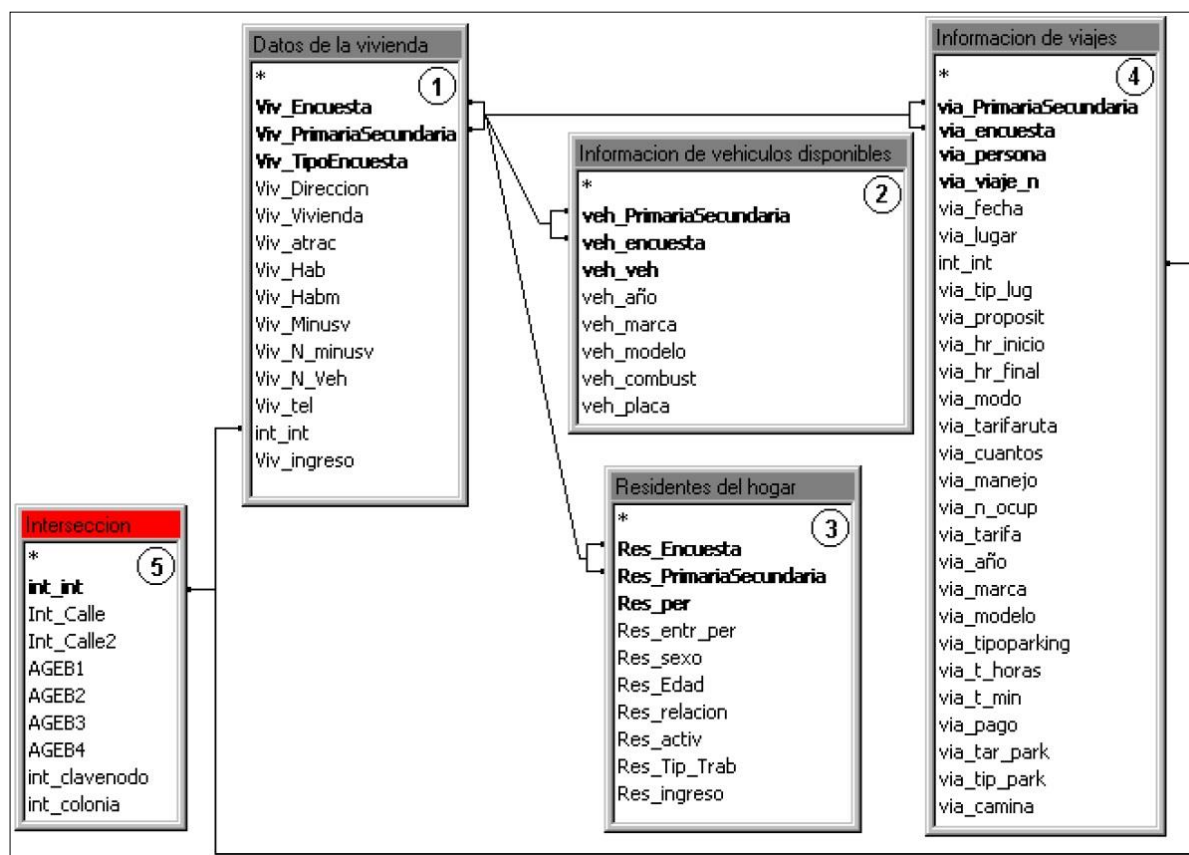 Datos de la vivienda
1
*
Viv_Encuesta
Viv_PrimariaSecundaria
Viv_TipoEncuesta
Viv_Direccion
Viv_Vivienda
Viv_atrac
Viv_Hab
Viv_Habm
Viv_Minusv
Viv_N_minusv
Viv_N_Veh
Viv_tel
int_int
Viv_ingreso
Informacion de vehiculos disponibles
2
*
veh_PrimariaSecundaria
veh_encuesta
veh_veh
veh_año
veh_marca
veh_modelo
veh_combust
veh_placa
Residentes del hogar
3
*
Res_Encuesta
Res_PrimariaSecundaria
Res_per
Res_entr_per
Res_sexo
Res_Edad
Res_relacion
Res_activ
Res_Tip_Trab
Res_ingreso
Informacion de viajes
4
*
via_PrimariaSecundaria
via_encuesta
via_persona
via_viaje_n
via_fecha
via_lugar
int_int
via_tip_lug
via_proposit
via_hr_inicio
via_hr_final
via_modo
via_tarifaruta
via_cuantos
via_manejo
via_n_ocup
via_tarifa
via_año
via_marca
via_modelo
via_tipoparking
via_t_horas
via_t_min
via_pago
via_tar_park
via_tip_park
via_camina
Interseccion
5
*
int_int
Int_Calle
Int_Calle2
AGEB1
AGEB2
AGEB3
AGEB4
int_clavenodo
int_colonia